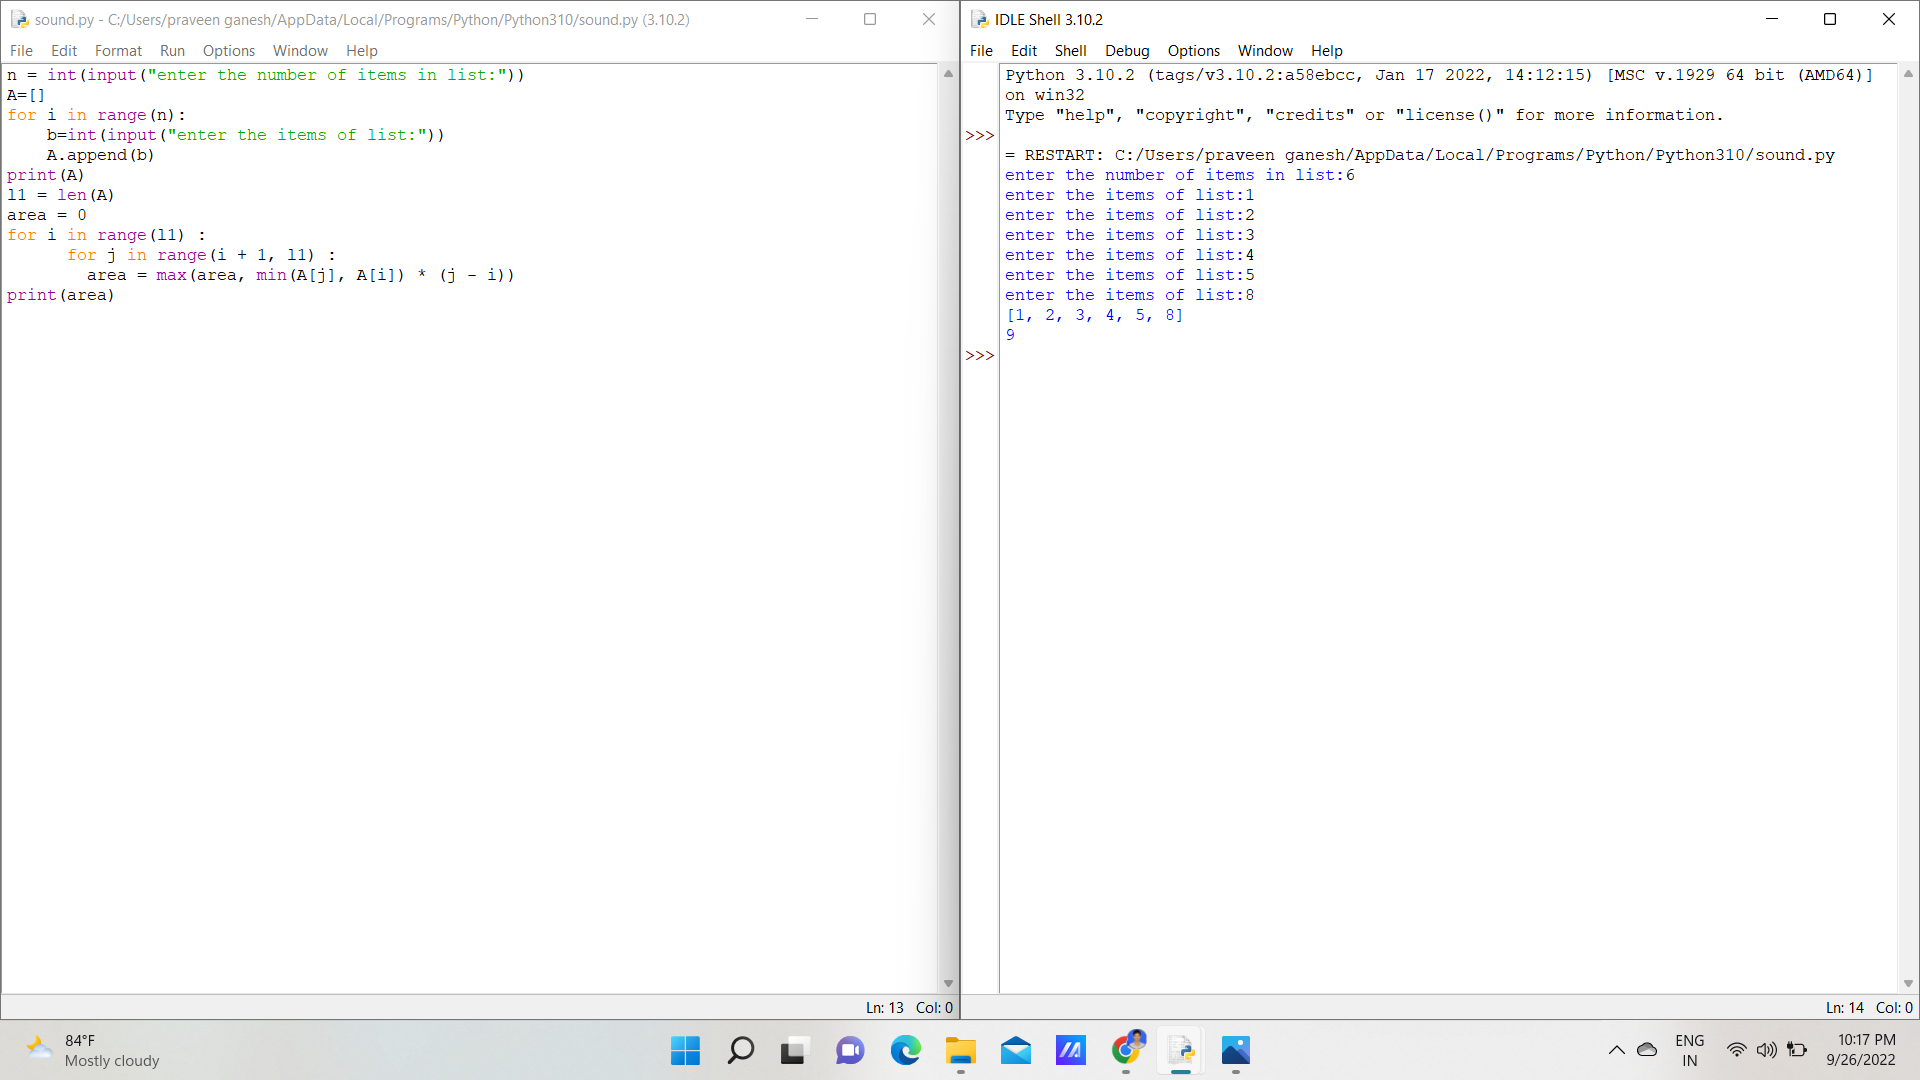 sound.py - C:/Users/praveen ganesh/AppData/Local/Programs/Python/Python310/sound.py (3.10.2)
File Edit Format Run Options Window Help
n = int(input("enter the number of items in list:"))
A=[]
for i in range(n):
    b=int(input("enter the items of list:"))
    A.append(b)
print(A)
l1 = len(A)
area = 0
for i in range(l1) :
      for j in range(i + 1, l1) :
        area = max(area, min(A[j], A[i]) * (j - i))
print(area)
Ln: 13 Col: 0
IDLE Shell 3.10.2
File Edit Shell Debug Options Window Help
Python 3.10.2 (tags/v3.10.2:a58ebcc, Jan 17 2022, 14:12:15) [MSC v.1929 64 bit (AMD64)]
on win32
Type "help", "copyright", "credits" or "license()" for more information.
>>>
= RESTART: C:/Users/praveen ganesh/AppData/Local/Programs/Python/Python310/sound.py
enter the number of items in list:6
enter the items of list:1
enter the items of list:2
enter the items of list:3
enter the items of list:4
enter the items of list:5
enter the items of list:8
[1, 2, 3, 4, 5, 8]
9
>>>
Ln: 14 Col: 0
84°F
Mostly cloudy
ENG
IN
10:17 PM
9/26/2022